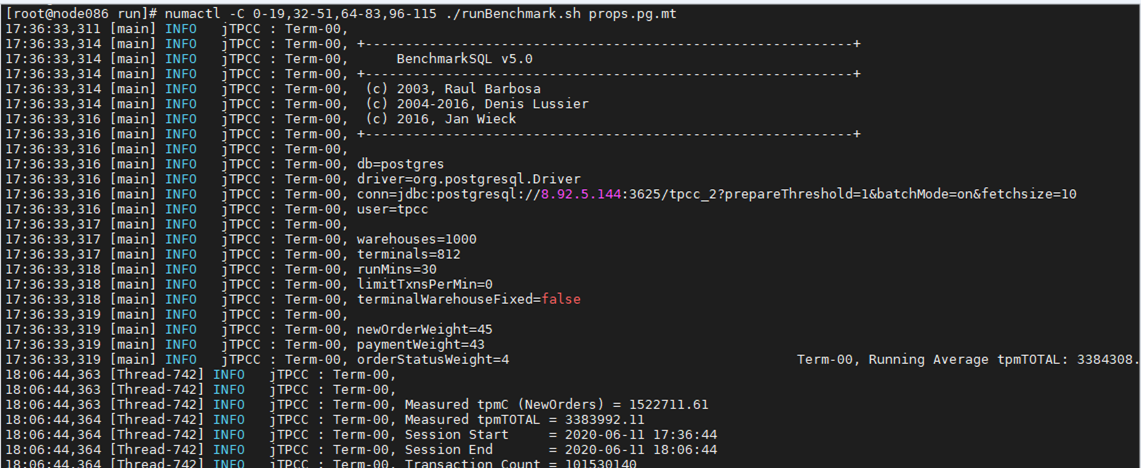 [root@node086 run]# numactl -C 0-19,32-51,64-83,96-115 ./runBenchmark.sh props.pg.mt
17:36:33,311 [main] INFO   jTPCC : Term-00,
17:36:33,314 [main] INFO   jTPCC : Term-00, +-------------------------------------------------------------+
17:36:33,314 [main] INFO   jTPCC : Term-00,      BenchmarkSQL v5.0
17:36:33,314 [main] INFO   jTPCC : Term-00, +-------------------------------------------------------------+
17:36:33,314 [main] INFO   jTPCC : Term-00,  (c) 2003, Raul Barbosa
17:36:33,314 [main] INFO   jTPCC : Term-00,  (c) 2004-2016, Denis Lussier
17:36:33,316 [main] INFO   jTPCC : Term-00,  (c) 2016, Jan Wieck
17:36:33,316 [main] INFO   jTPCC : Term-00, +-------------------------------------------------------------+
17:36:33,316 [main] INFO   jTPCC : Term-00,
17:36:33,316 [main] INFO   jTPCC : Term-00, db=postgres
17:36:33,316 [main] INFO   jTPCC : Term-00, driver=org.postgresql.Driver
17:36:33,316 [main] INFO   jTPCC : Term-00, conn=jdbc:postgresql://8.92.5.144:3625/tpcc_2?prepareThreshold=1&batchMode=on&fetchsize=10
17:36:33,316 [main] INFO   jTPCC : Term-00, user=tpcc
17:36:33,317 [main] INFO   jTPCC : Term-00,
17:36:33,317 [main] INFO   jTPCC : Term-00, warehouses=1000
17:36:33,317 [main] INFO   jTPCC : Term-00, terminals=812
17:36:33,318 [main] INFO   jTPCC : Term-00, runMins=30
17:36:33,318 [main] INFO   jTPCC : Term-00, limitTxnsPerMin=0
17:36:33,318 [main] INFO   jTPCC : Term-00, terminalWarehouseFixed=false
17:36:33,319 [main] INFO   jTPCC : Term-00,
17:36:33,319 [main] INFO   jTPCC : Term-00, newOrderWeight=45
17:36:33,319 [main] INFO   jTPCC : Term-00, paymentWeight=43
17:36:33,319 [main] INFO   jTPCC : Term-00, orderStatusWeight=4 Term-00, Running Average tpmTOTAL: 3384308.
18:06:44,363 [Thread-742] INFO   jTPCC : Term-00,
18:06:44,363 [Thread-742] INFO   jTPCC : Term-00,
18:06:44,363 [Thread-742] INFO   jTPCC : Term-00, Measured tpmC (NewOrders) = 1522711.61
18:06:44,364 [Thread-742] INFO   jTPCC : Term-00, Measured tpmTOTAL = 3383992.11
18:06:44,364 [Thread-742] INFO   jTPCC : Term-00, Session Start     = 2020-06-11 17:36:44
18:06:44,364 [Thread-742] INFO   jTPCC : Term-00, Session End       = 2020-06-11 18:06:44
18:06:44,364 [Thread-742] INFO   jTPCC : Term-00, Transaction Count = 101530140